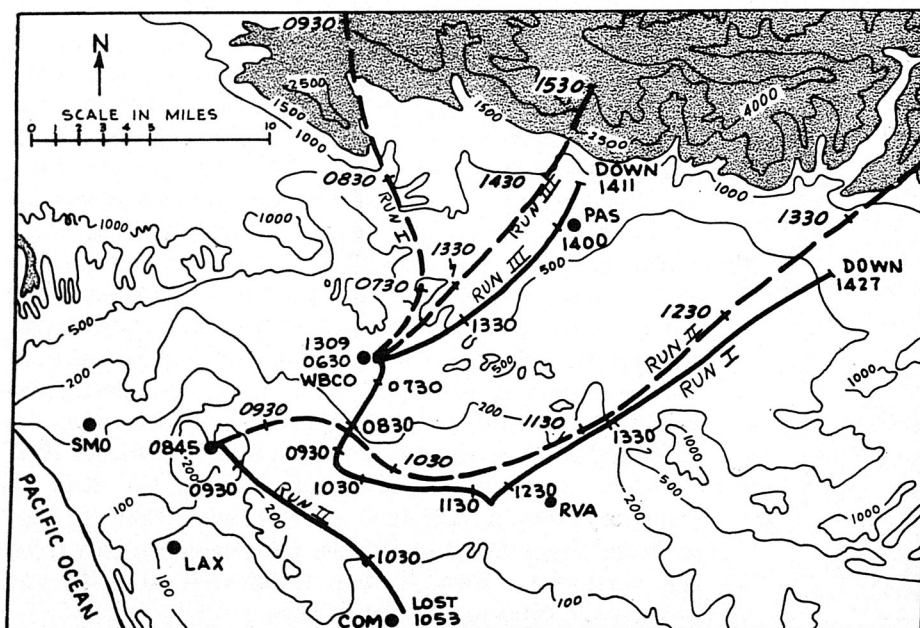 0930
N
SCALE IN MILES
0 1 2 3 4 5 10
2500
1500
1000
1530
1500
2500
4000
0830
1430
DOWN
1411
1000
RUN I
RUN III
PAS
1400
1330
1000
1000
1330
0730
RUN III
500
DOWN
1427
500
1330
1230
1309
0630
WBCO
500
RUN II
RUN I
200
0730
1000
200
0930
0830
1130
SMO
0845
0930
1030
1330
1000
200
0930
1030
1130
1230
RVA
200
500
1000
PACIFIC OCEAN
100
RUN II
200
LAX
1030
100
100
LOST
1053
COM